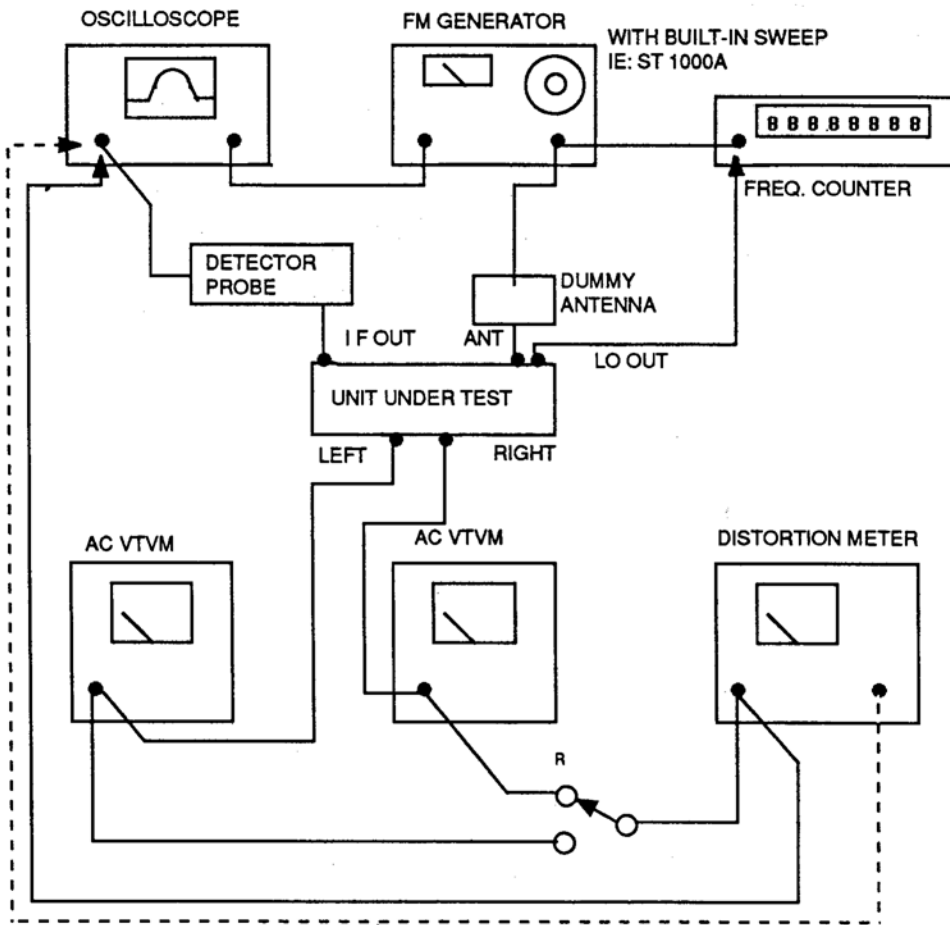 OSCILLOSCOPE
FM GENERATOR
WITH BUILT-IN SWEEP
IE: ST 1000A
8 8 8 8 8 8 8 8
FREQ. COUNTER
DETECTOR
PROBE
DUMMY
ANTENNA
I F OUT
ANT
LO OUT
UNIT UNDER TEST
LEFT
RIGHT
AC VTVM
AC VTVM
DISTORTION METER
R